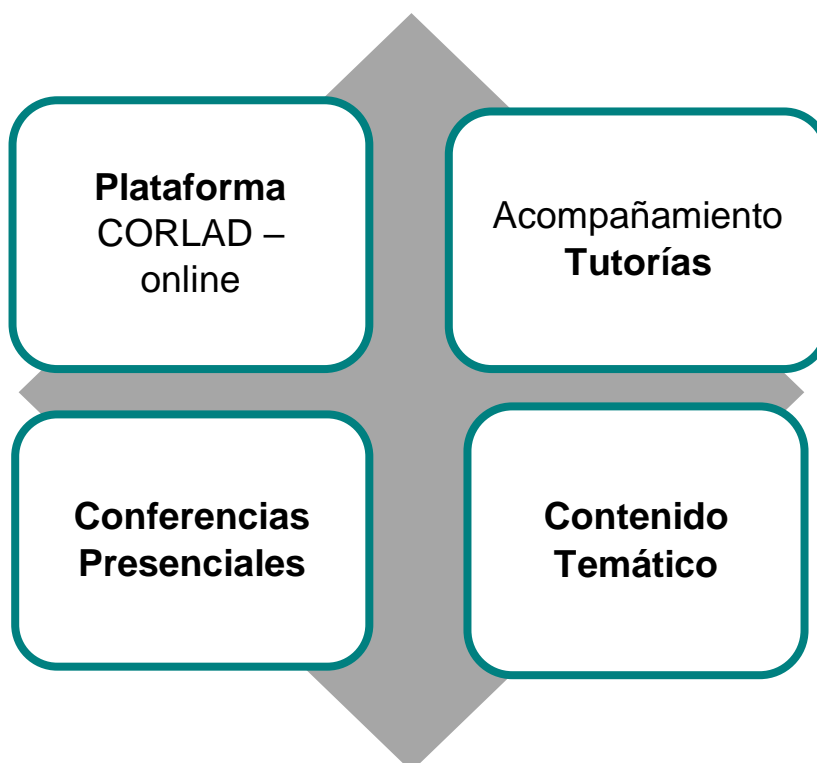 Plataforma
CORLAD –
online
Acompañamiento
Tutorías
Conferencias
Presenciales
Contenido
Temático